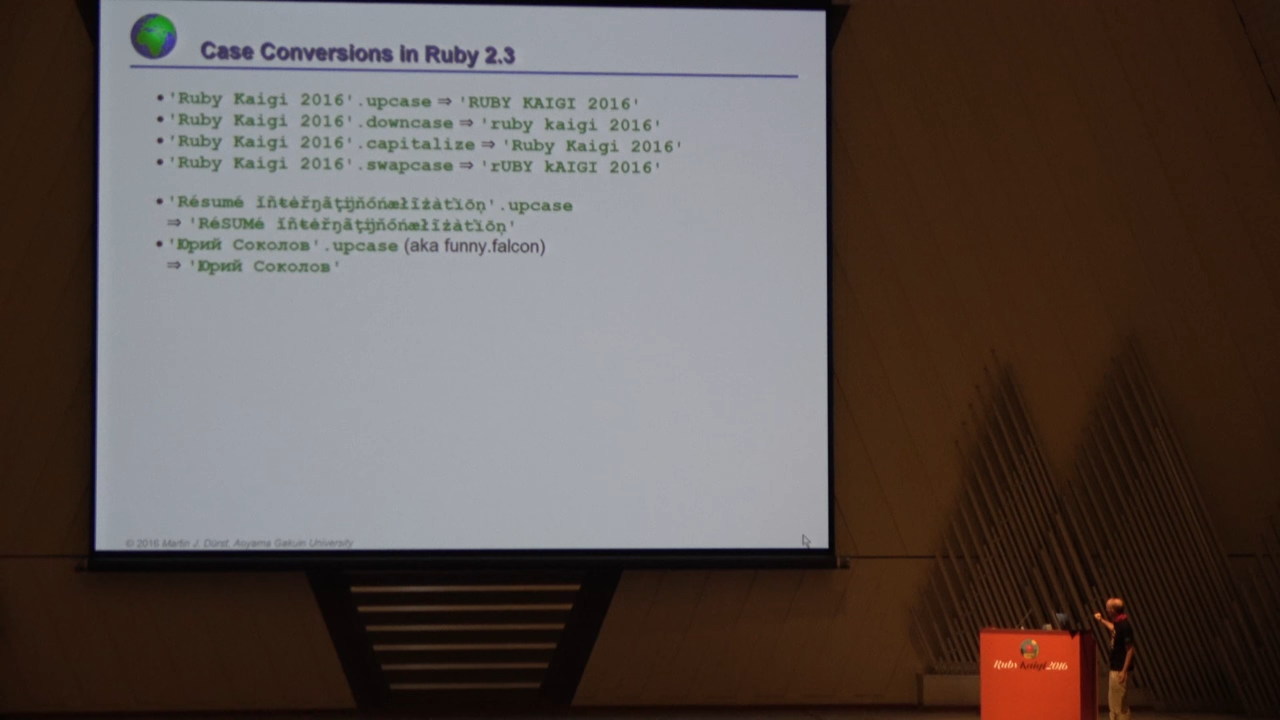 Case Conversions in Ruby 2.3
• 'Ruby Kaigi 2016'.upcase ⇒ 'RUBY KAIGI 2016'
• 'Ruby Kaigi 2016'.downcase ⇒ 'ruby kaigi 2016'
• 'Ruby Kaigi 2016'.capitalize ⇒ 'Ruby Kaigi 2016'
• 'Ruby Kaigi 2016'.swapcase ⇒ 'rUBY kAIGI 2016'
• 'Résumé .upcase
⇒ 'RéSUMé
• 'Юрий Соколов'.upcase (aka funny.falcon)
⇒ 'Юрий Соколов'
© 2016 Martin J. Dürst, Aoyama Gakuin University
RubyKaigi 2016